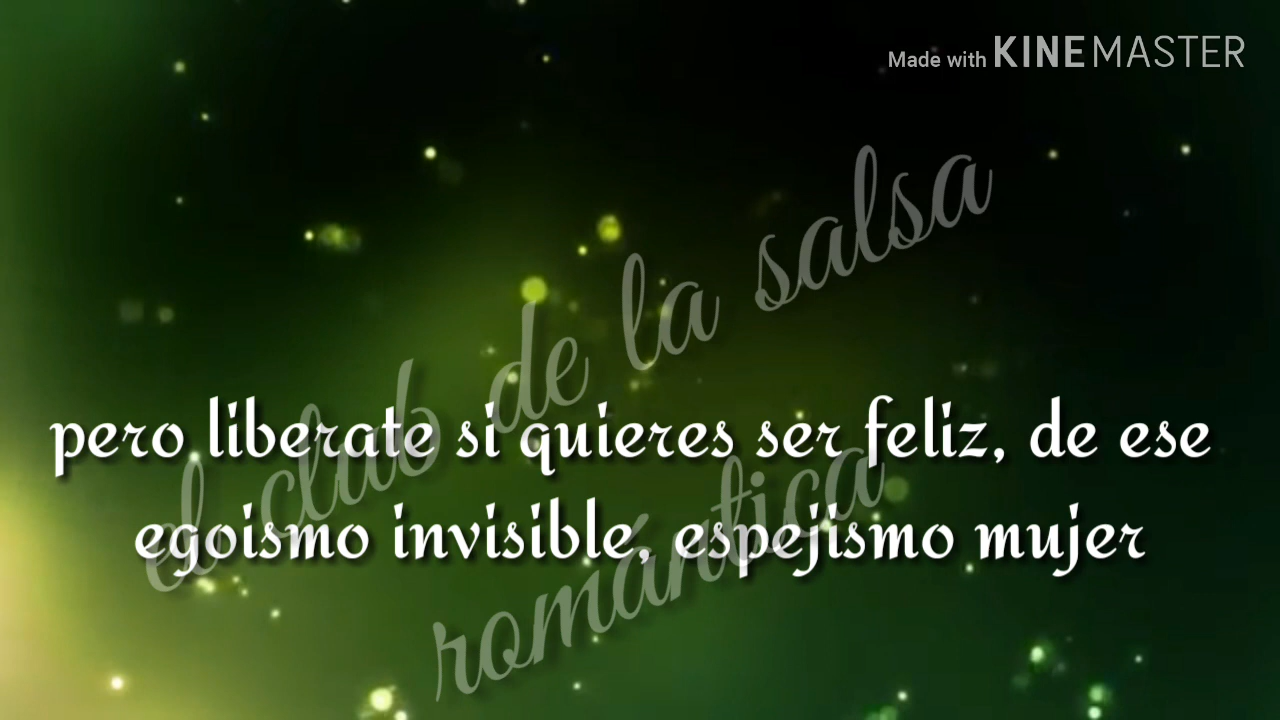 Made with KINEMASTER
el club de la salsa
romántica
pero liberate si quieres ser feliz, de ese
egoismo invisible, espejismo mujer